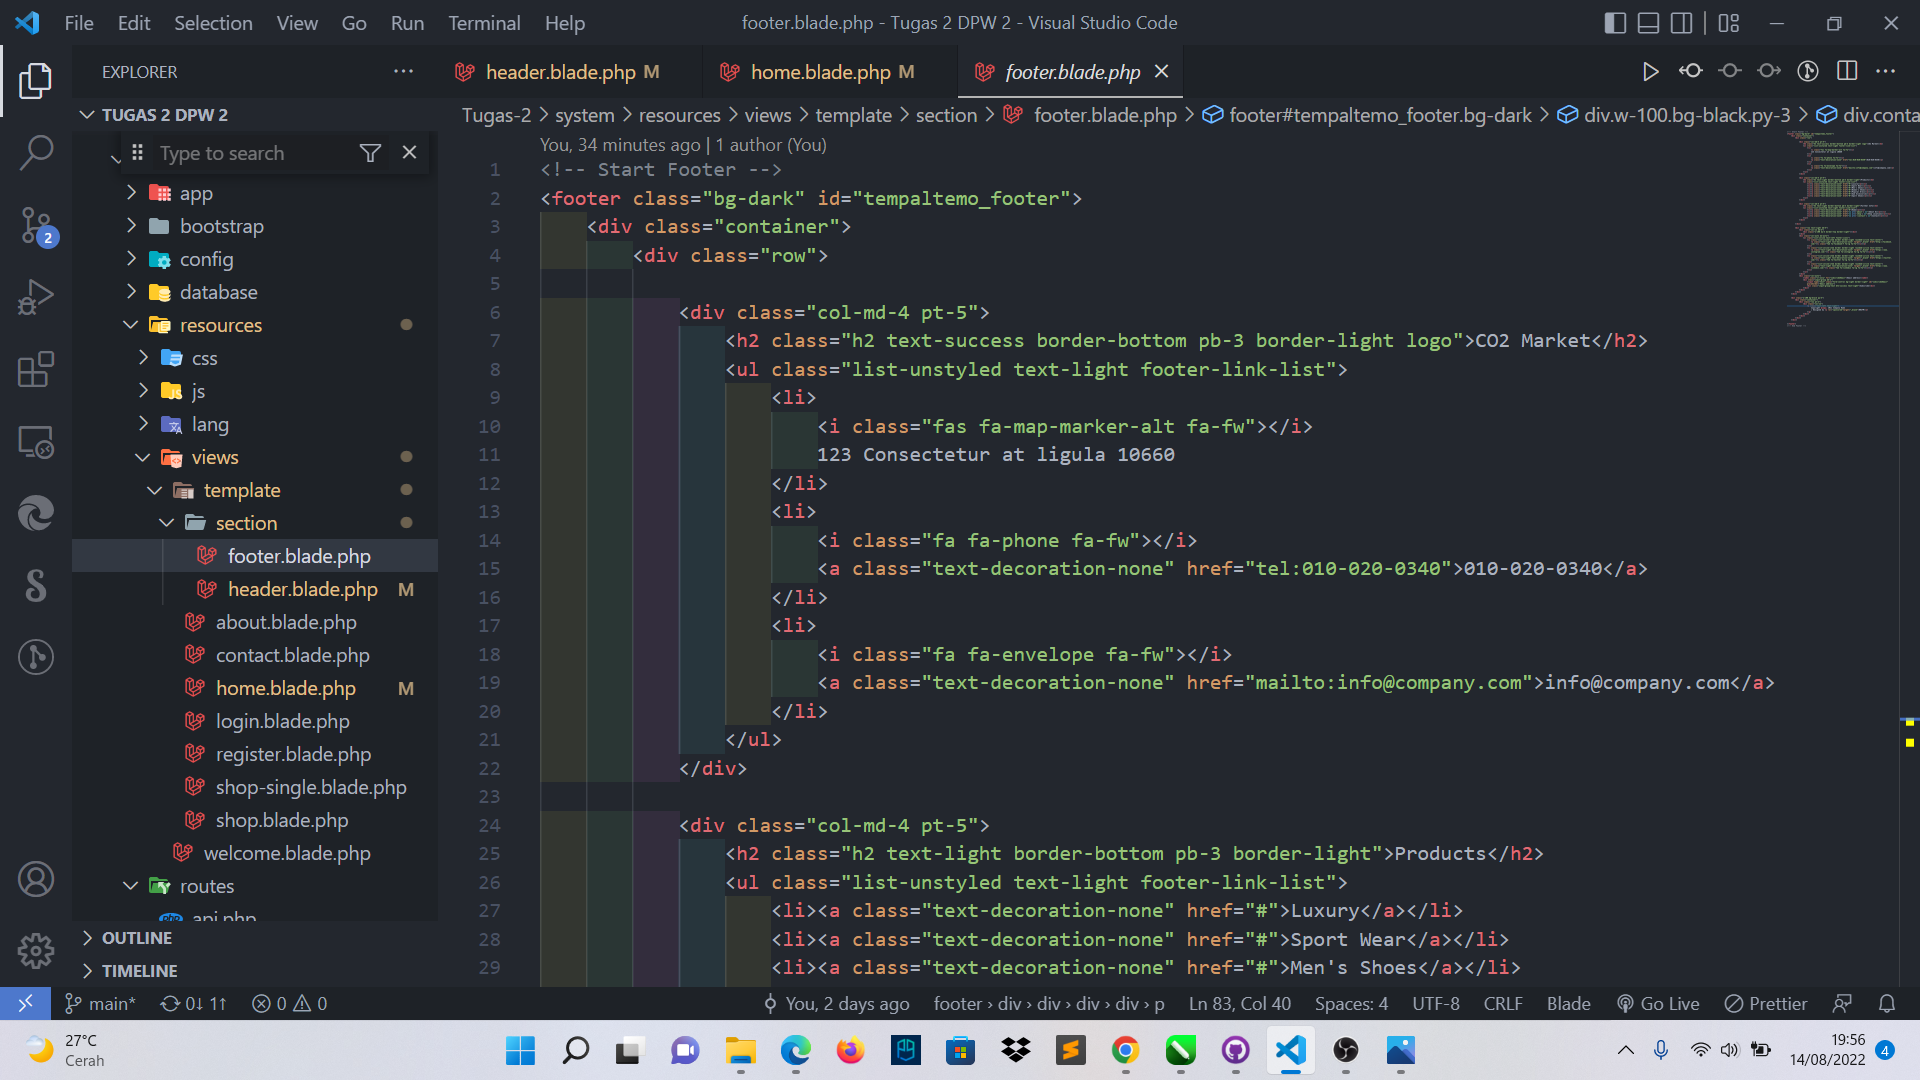 File Edit Selection View Go Run Terminal Help
footer.blade.php - Tugas 2 DPW 2 - Visual Studio Code
EXPLORER
header.blade.php M
home.blade.php M
footer.blade.php
TUGAS 2 DPW 2
Tugas-2 > system > resources > views > template > section > footer.blade.php > footer#tempaltemo_footer.bg-dark > div.w-100.bg-black.py-3 > div.conta
Type to search
app
bootstrap
config
database
resources
css
js
lang
views
template
section
footer.blade.php
header.blade.php M
about.blade.php
contact.blade.php
home.blade.php M
login.blade.php
register.blade.php
shop-single.blade.php
shop.blade.php
welcome.blade.php
routes
api.php
OUTLINE
TIMELINE
2
You, 34 minutes ago | 1 author (You)
1 <!-- Start Footer -->
2 <footer class="bg-dark" id="tempaltemo_footer">
3 <div class="container">
4 <div class="row">
5
6 <div class="col-md-4 pt-5">
7 <h2 class="h2 text-success border-bottom pb-3 border-light logo">CO2 Market</h2>
8 <ul class="list-unstyled text-light footer-link-list">
9 <li>
10 <i class="fas fa-map-marker-alt fa-fw"></i>
11 123 Consectetur at ligula 10660
12 </li>
13 <li>
14 <i class="fa fa-phone fa-fw"></i>
15 <a class="text-decoration-none" href="tel:010-020-0340">010-020-0340</a>
16 </li>
17 <li>
18 <i class="fa fa-envelope fa-fw"></i>
19 <a class="text-decoration-none" href="mailto:info@company.com">info@company.com</a>
20 </li>
21 </ul>
22 </div>
23
24 <div class="col-md-4 pt-5">
25 <h2 class="h2 text-light border-bottom pb-3 border-light">Products</h2>
26 <ul class="list-unstyled text-light footer-link-list">
27 <li><a class="text-decoration-none" href="#">Luxury</a></li>
28 <li><a class="text-decoration-none" href="#">Sport Wear</a></li>
29 <li><a class="text-decoration-none" href="#">Men's Shoes</a></li>
main* 0↓ 1↑ 0 0 You, 2 days ago footer › div › div › div › div › p Ln 83, Col 40 Spaces: 4 UTF-8 CRLF Blade Go Live Prettier
27°C
Cerah
19:56
14/08/2022
4